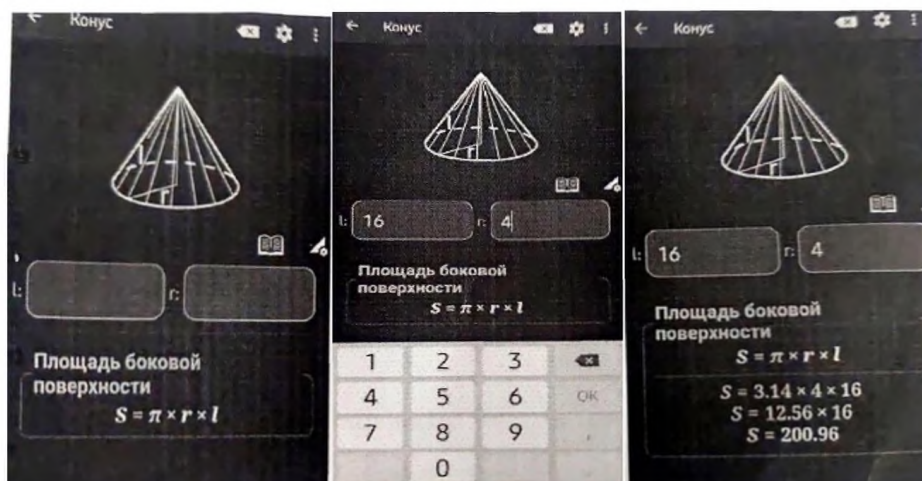 Конус
l
r
l:
r:
Площадь боковой
поверхности
S = π × r × l
Конус
l
r
l: 16 r: 4
Площадь боковой
поверхности
S = π × r × l
1 2 3
4 5 6 OK
7 8 9 ,
0
Конус
l
r
l: 16 r: 4
Площадь боковой
поверхности
S = π × r × l
S = 3.14 × 4 × 16
S = 12.56 × 16
S = 200.96